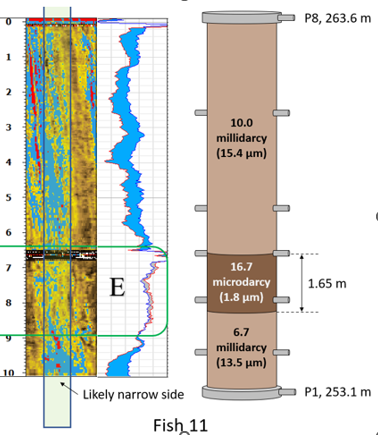 0
1
2
3
4
5
6
7
8
9
10
E
Likely narrow side
P8, 263.6 m
10.0
millidarcy
(15.4 µm)
16.7
microdarcy
(1.8 µm)
1.65 m
6.7
millidarcy
(13.5 µm)
P1, 253.1 m
Fish 11